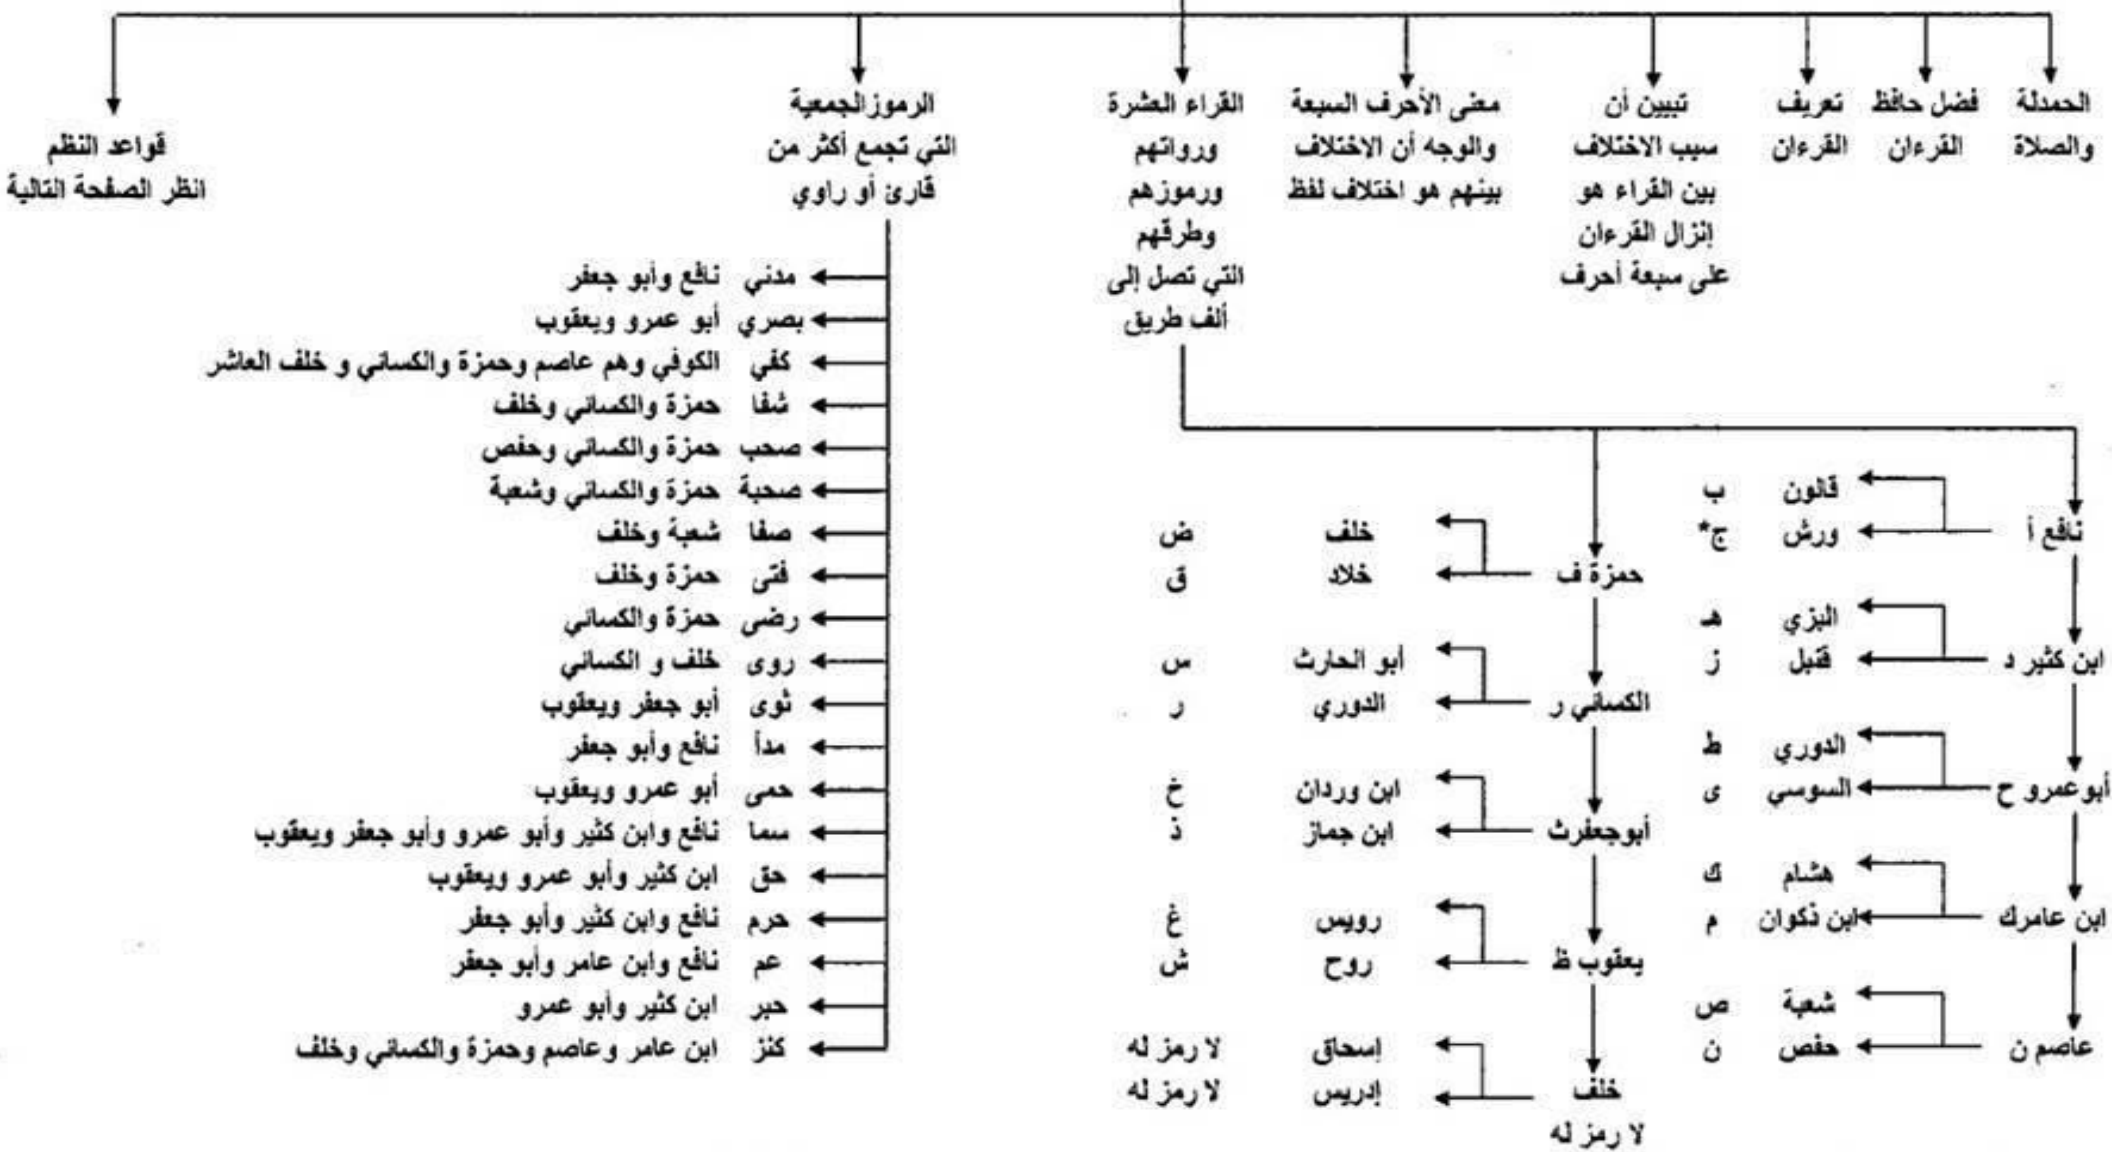 الحمدلة
والصلاة
فضل حافظ
القرءان
تعريف
القرءان
تبيين أن
سبب الاختلاف
بين القراء هو
إنزال القرءان
على سبعة أحرف
معنى الأحرف السبعة
والوجه أن الاختلاف
بينهم هو اختلاف لفظ
القراء العشرة
ورواتهم
ورموزهم
وطرقهم
التي تصل إلى
ألف طريق
الرموز الجمعية
التي تجمع أكثر من
قارئ أو راوي
قواعد النظم
انظر الصفحة التالية
نافع أ
قالون ب
ورش ج*
ابن كثير د
البزي هـ
قنبل ز
أبو عمرو ح
الدوري ط
السوسي ى
ابن عامر ك
هشام ك
ابن ذكوان م
عاصم ن
شعبة ص
حفص ن
حمزة ف
خلف ض
خلاد ق
الكسائي ر
أبو الحارث س
الدوري ر
أبو جعفر ث
ابن وردان خ
ابن جماز ذ
يعقوب ظ
رويس غ
روح ش
خلف
لا رمز له
إسحاق لا رمز له
إدريس لا رمز له
مدني نافع وأبو جعفر
بصري أبو عمرو ويعقوب
كفي الكوفي وهم عاصم وحمزة والكسائي و خلف العاشر
شفا حمزة والكسائي وخلف
صحب حمزة والكسائي وحفص
صحبة حمزة والكسائي وشعبة
صفا شعبة وخلف
فتى حمزة وخلف
رضى حمزة والكسائي
روى خلف و الكسائي
ثوى أبو جعفر ويعقوب
مدأ نافع وأبو جعفر
حمى أبو عمرو ويعقوب
سما نافع وابن كثير وأبو عمرو وأبو جعفر ويعقوب
حق ابن كثير وأبو عمرو ويعقوب
حرم نافع وابن كثير وأبو جعفر
عم نافع وابن عامر وأبو جعفر
حبر ابن كثير وأبو عمرو
كنز ابن عامر وعاصم وحمزة والكسائي وخلف